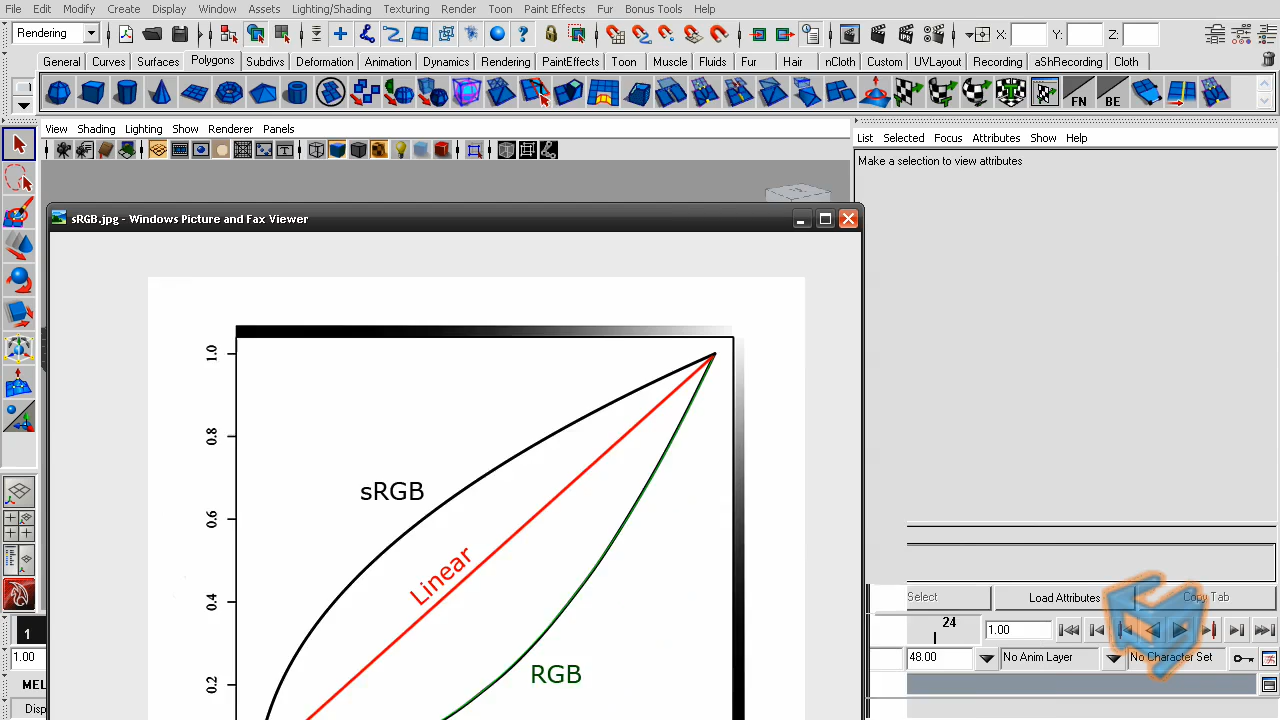 File Edit Modify Create Display Window Assets Lighting/Shading Texturing Render Toon Paint Effects Fur Bonus Tools Help
Rendering X: Y: Z:
General Curves Surfaces Polygons Subdivs Deformation Animation Dynamics Rendering PaintEffects Toon Muscle Fluids Fur Hair nCloth Custom UVLayout Recording aShRecording Cloth
FN BE
View Shading Lighting Show Renderer Panels
List Selected Focus Attributes Show Help
Make a selection to view attributes
sRGB.jpg - Windows Picture and Fax Viewer
1.0
0.8
sRGB
0.6
Linear
0.4
RGB
0.2
Select Load Attributes Copy Tab
1 24 1.00
1.00 48.00 No Anim Layer No Character Set
MEL
Disp